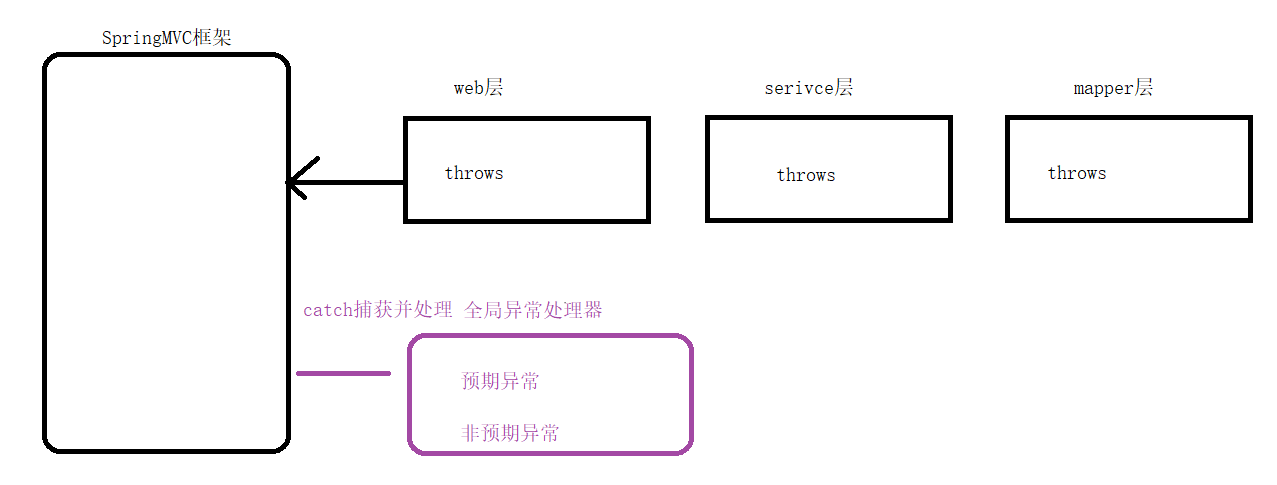 SpringMVC框架
web层
serivce层
mapper层
throws
throws
throws
catch捕获并处理 全局异常处理器
预期异常
非预期异常